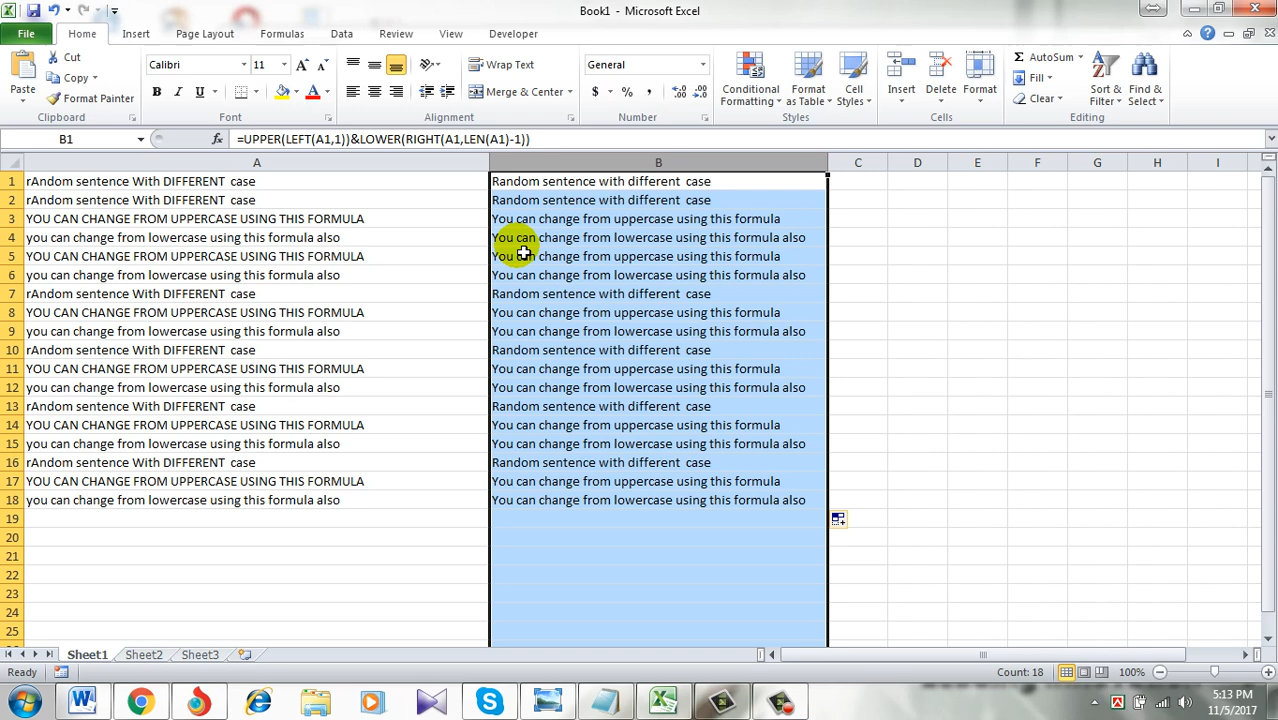 Book1 - Microsoft Excel
File Home Insert Page Layout Formulas Data Review View Developer
Paste Cut Copy Format Painter Clipboard
Calibri 11 B I U A Font
Wrap Text Merge & Center Alignment
General $ % , Number
Conditional Formatting Format as Table Cell Styles Styles
Insert Delete Format Cells
AutoSum Fill Clear Sort & Filter Find & Select Editing
B1 fx =UPPER(LEFT(A1,1))&LOWER(RIGHT(A1,LEN(A1)-1))
A B C D E F G H I
1 rAndom sentence With DIFFERENT  case Random sentence with different  case
2 rAndom sentence With DIFFERENT  case Random sentence with different  case
3 YOU CAN CHANGE FROM UPPERCASE USING THIS FORMULA You can change from uppercase using this formula
4 you can change from lowercase using this formula also You can change from lowercase using this formula also
5 YOU CAN CHANGE FROM UPPERCASE USING THIS FORMULA You can change from uppercase using this formula
6 you can change from lowercase using this formula also You can change from lowercase using this formula also
7 rAndom sentence With DIFFERENT  case Random sentence with different  case
8 YOU CAN CHANGE FROM UPPERCASE USING THIS FORMULA You can change from uppercase using this formula
9 you can change from lowercase using this formula also You can change from lowercase using this formula also
10 rAndom sentence With DIFFERENT  case Random sentence with different  case
11 YOU CAN CHANGE FROM UPPERCASE USING THIS FORMULA You can change from uppercase using this formula
12 you can change from lowercase using this formula also You can change from lowercase using this formula also
13 rAndom sentence With DIFFERENT  case Random sentence with different  case
14 YOU CAN CHANGE FROM UPPERCASE USING THIS FORMULA You can change from uppercase using this formula
15 you can change from lowercase using this formula also You can change from lowercase using this formula also
16 rAndom sentence With DIFFERENT  case Random sentence with different  case
17 YOU CAN CHANGE FROM UPPERCASE USING THIS FORMULA You can change from uppercase using this formula
18 you can change from lowercase using this formula also You can change from lowercase using this formula also
19
20
21
22
23
24
25
Sheet1 Sheet2 Sheet3
Ready Count: 18 100%
5:13 PM
11/5/2017